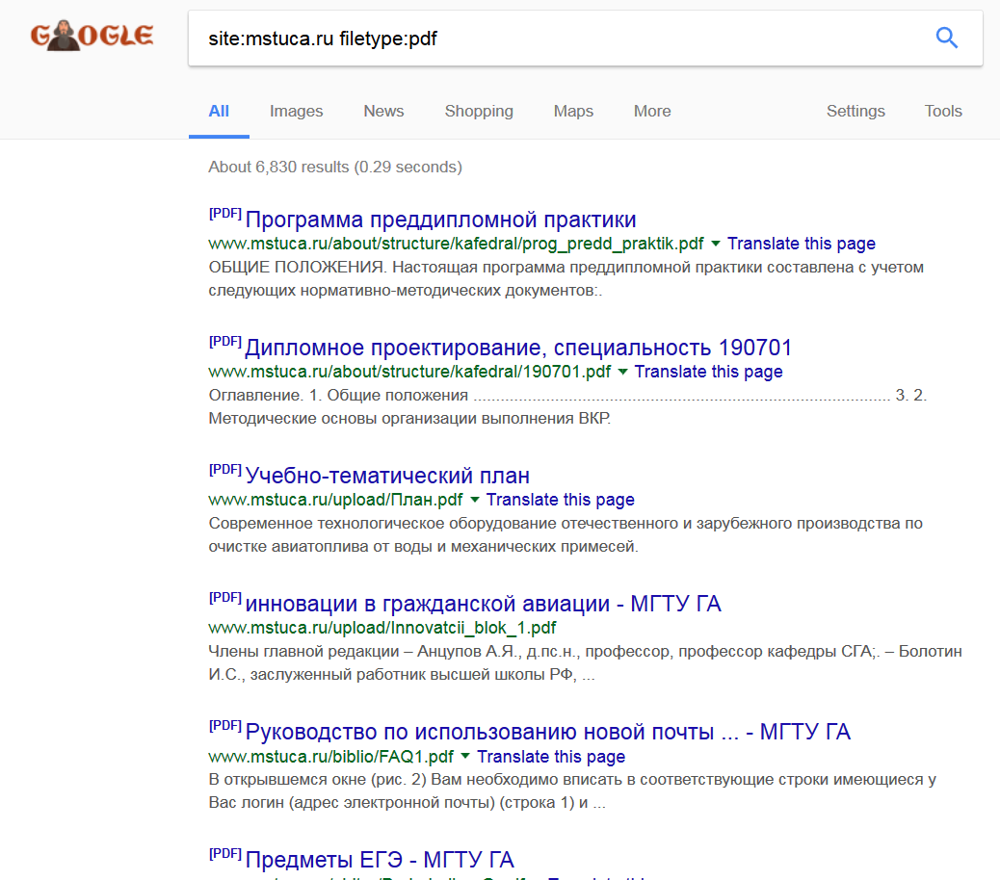 GOOGLE
site:mstuca.ru filetype:pdf
All Images News Shopping Maps More Settings Tools
About 6,830 results (0.29 seconds)
[PDF] Программа преддипломной практики
www.mstuca.ru/about/structure/kafedral/prog_predd_praktik.pdf Translate this page
ОБЩИЕ ПОЛОЖЕНИЯ. Настоящая программа преддипломной практики составлена с учетом
следующих нормативно-методических документов:.
[PDF] Дипломное проектирование, специальность 190701
www.mstuca.ru/about/structure/kafedral/190701.pdf Translate this page
Оглавление. 1. Общие положения ............................................................................................. 3. 2.
Методические основы организации выполнения ВКР.
[PDF] Учебно-тематический план
www.mstuca.ru/upload/План.pdf Translate this page
Современное технологическое оборудование отечественного и зарубежного производства по
очистке авиатоплива от воды и механических примесей.
[PDF] инновации в гражданской авиации - МГТУ ГА
www.mstuca.ru/upload/Innovatcii_blok_1.pdf
Члены главной редакции – Анцупов А.Я., д.пс.н., профессор, профессор кафедры СГА;. – Болотин
И.С., заслуженный работник высшей школы РФ, ...
[PDF] Руководство по использованию новой почты ... - МГТУ ГА
www.mstuca.ru/biblio/FAQ1.pdf Translate this page
В открывшемся окне (рис. 2) Вам необходимо вписать в соответствующие строки имеющиеся у
Вас логин (адрес электронной почты) (строка 1) и ...
[PDF] Предметы ЕГЭ - МГТУ ГА